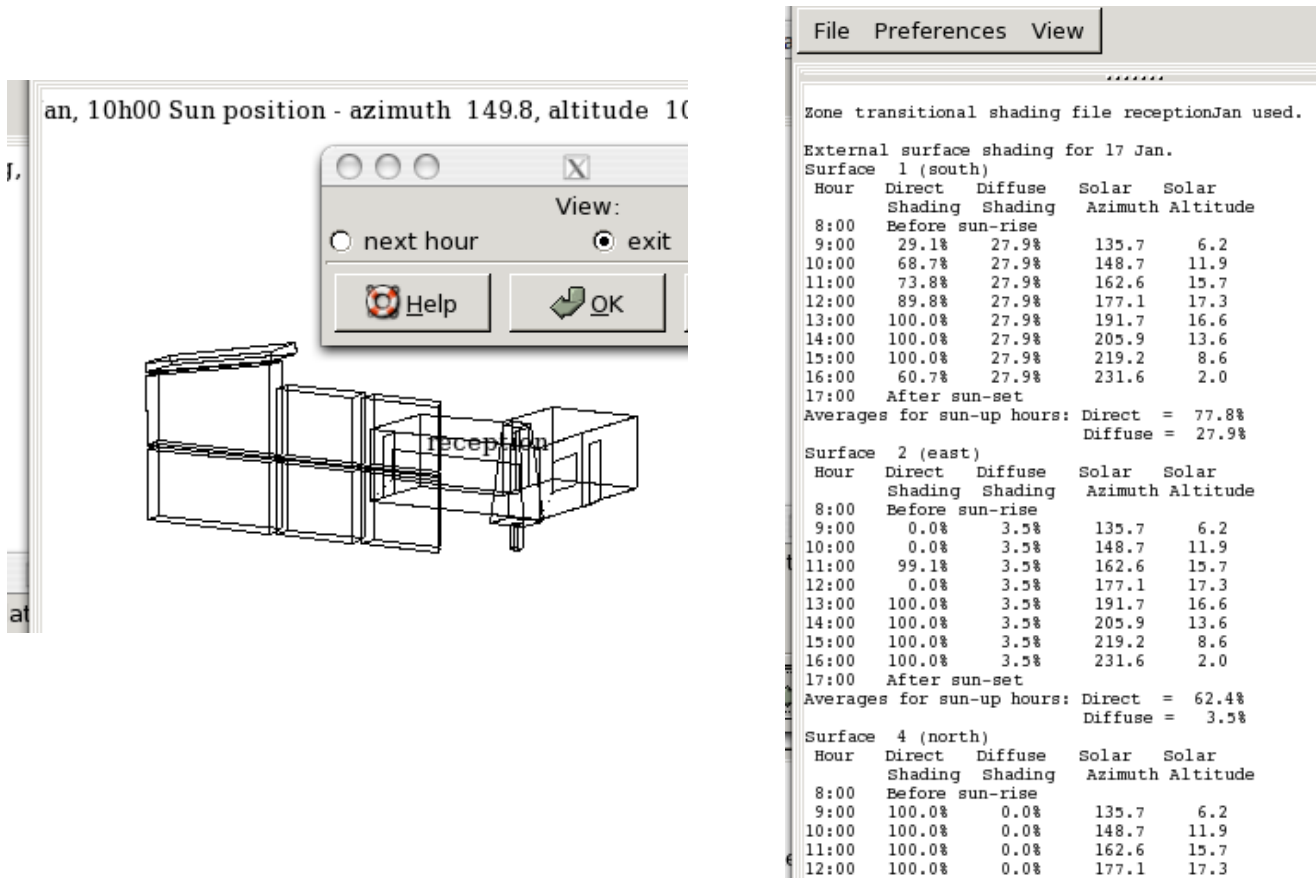 an, 10h00 Sun position - azimuth 149.8, altitude 10
View:
next hour exit
Help OK
reception
at
File Preferences View
Zone transitional shading file receptionJan used.
External surface shading for 17 Jan.
Surface 1 (south)
Hour Direct Diffuse Solar Solar
Shading Shading Azimuth Altitude
8:00 Before sun-rise
9:00 29.1% 27.9% 135.7 6.2
10:00 68.7% 27.9% 148.7 11.9
11:00 73.8% 27.9% 162.6 15.7
12:00 89.8% 27.9% 177.1 17.3
13:00 100.0% 27.9% 191.7 16.6
14:00 100.0% 27.9% 205.9 13.6
15:00 100.0% 27.9% 219.2 8.6
16:00 60.7% 27.9% 231.6 2.0
17:00 After sun-set
Averages for sun-up hours: Direct = 77.8%
Diffuse = 27.9%
Surface 2 (east)
Hour Direct Diffuse Solar Solar
Shading Shading Azimuth Altitude
8:00 Before sun-rise
9:00 0.0% 3.5% 135.7 6.2
10:00 0.0% 3.5% 148.7 11.9
11:00 99.1% 3.5% 162.6 15.7
12:00 0.0% 3.5% 177.1 17.3
13:00 100.0% 3.5% 191.7 16.6
14:00 100.0% 3.5% 205.9 13.6
15:00 100.0% 3.5% 219.2 8.6
16:00 100.0% 3.5% 231.6 2.0
17:00 After sun-set
Averages for sun-up hours: Direct = 62.4%
Diffuse = 3.5%
Surface 4 (north)
Hour Direct Diffuse Solar Solar
Shading Shading Azimuth Altitude
8:00 Before sun-rise
9:00 100.0% 0.0% 135.7 6.2
10:00 100.0% 0.0% 148.7 11.9
11:00 100.0% 0.0% 162.6 15.7
12:00 100.0% 0.0% 177.1 17.3